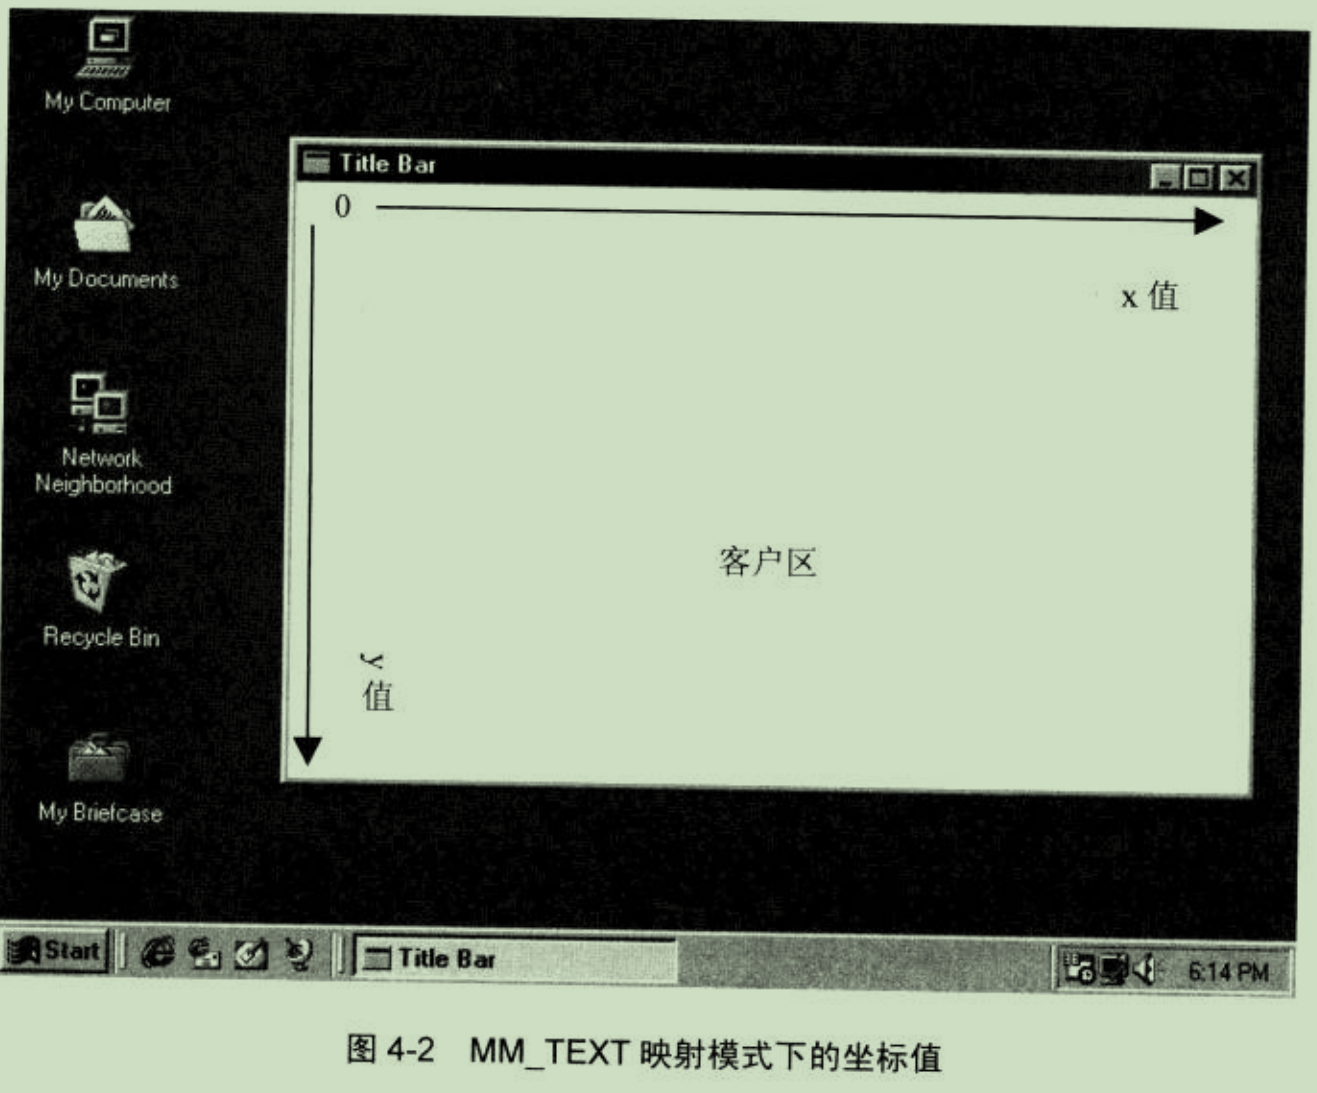 My Computer
My Documents
Network
Neighborhood
Recycle Bin
My Briefcase
Title Bar
0
x 值
客户区
y
值
Start
Title Bar
6:14 PM
图 4-2 MM_TEXT 映射模式下的坐标值